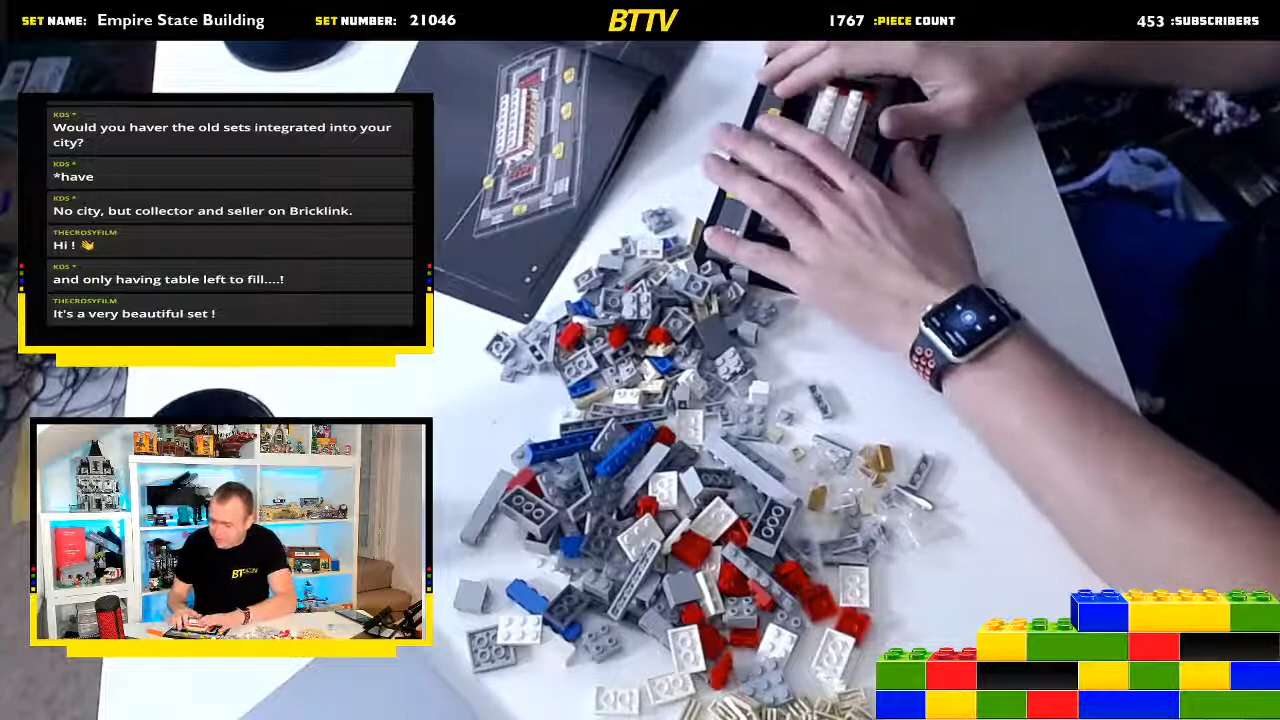 SET NAME: Empire State Building SET NUMBER: 21046 BTTV 1767 :PIECE COUNT 453 :SUBSCRIBERS
KDS *
Would you haver the old sets integrated into your
city?
KDS *
*have
KDS *
No city, but collector and seller on Bricklink.
THECROSYFILM
Hi ! 👋
KDS *
and only having table left to fill....!
THECROSYFILM
It's a very beautiful set !